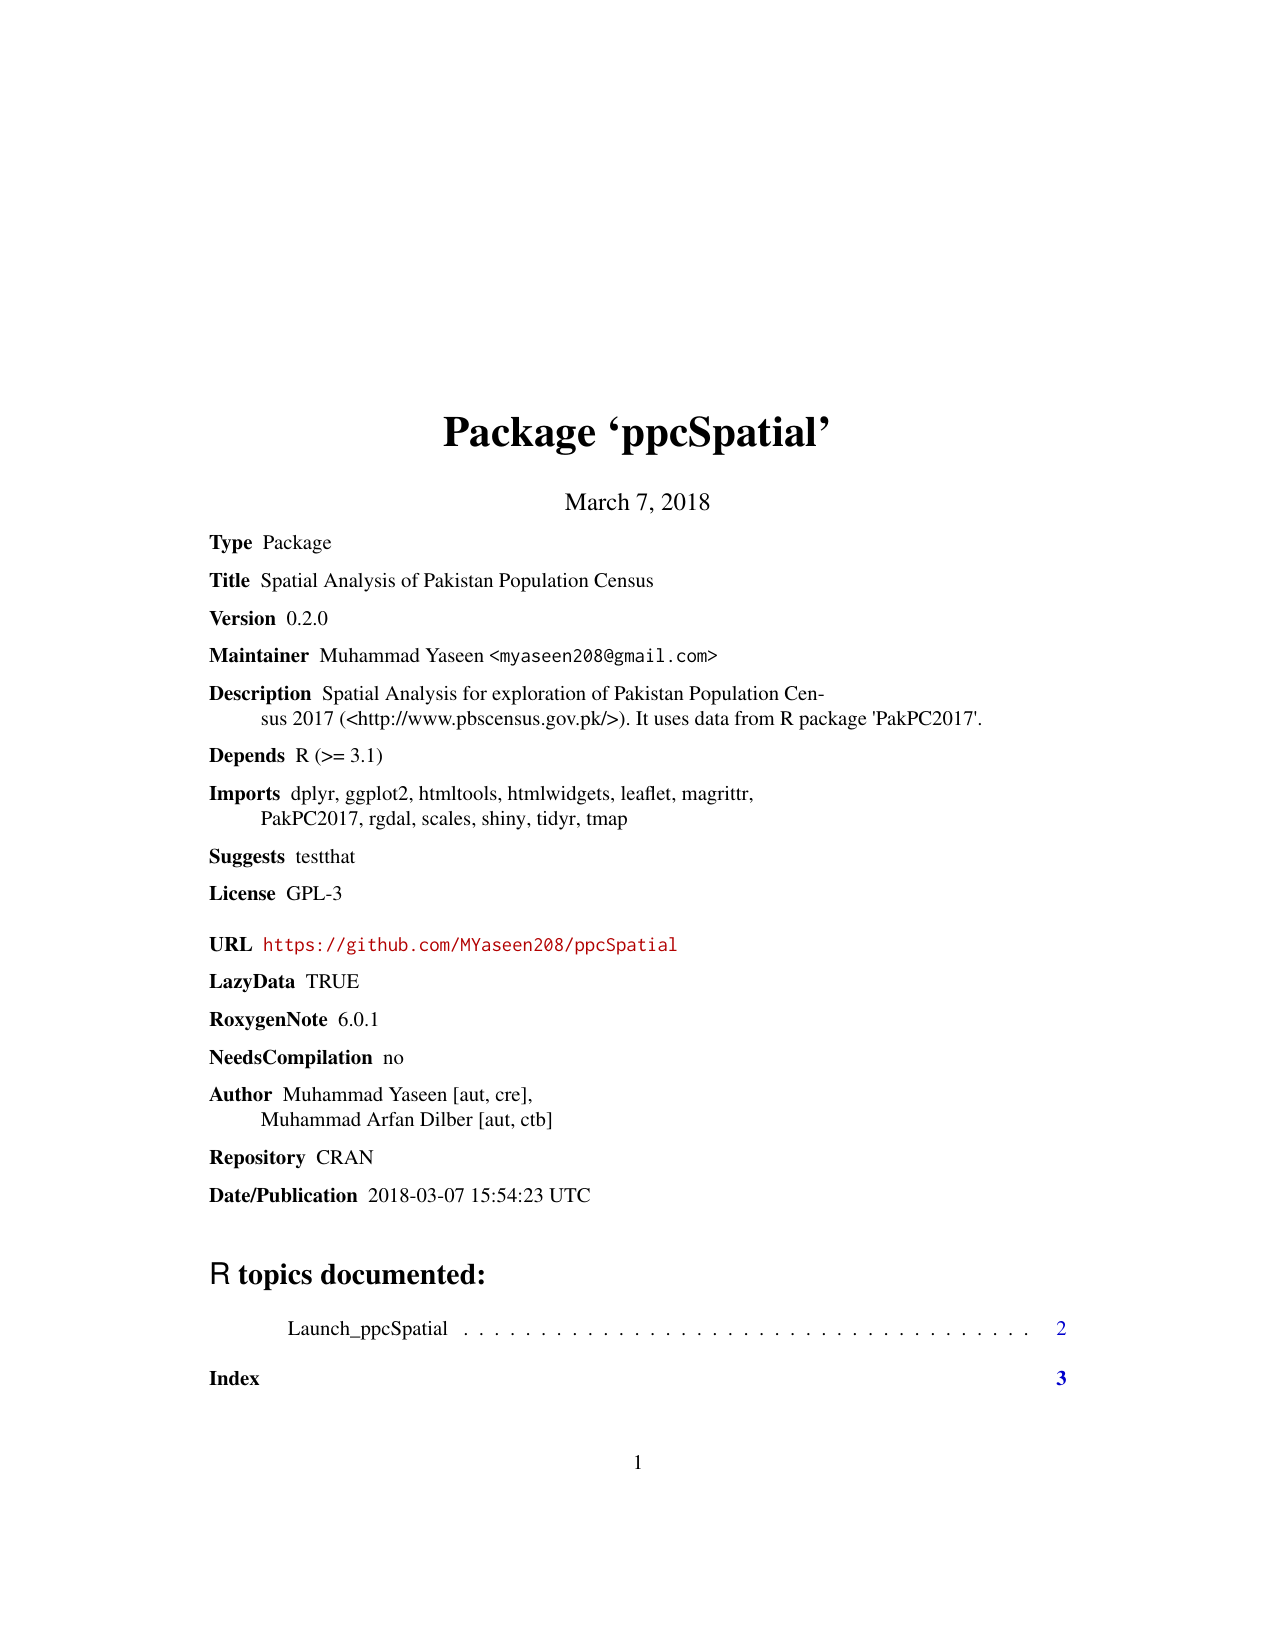 Package ‘ppcSpatial’
March 7, 2018
Type Package
Title Spatial Analysis of Pakistan Population Census
Version 0.2.0
Maintainer Muhammad Yaseen <myaseen208@gmail.com>
Description Spatial Analysis for exploration of Pakistan Population Cen-
sus 2017 (<http://www.pbscensus.gov.pk/>). It uses data from R package 'PakPC2017'.
Depends R (>= 3.1)
Imports dplyr, ggplot2, htmltools, htmlwidgets, leaflet, magrittr,
PakPC2017, rgdal, scales, shiny, tidyr, tmap
Suggests testthat
License GPL-3
URL https://github.com/MYaseen208/ppcSpatial
LazyData TRUE
RoxygenNote 6.0.1
NeedsCompilation no
Author Muhammad Yaseen [aut, cre],
Muhammad Arfan Dilber [aut, ctb]
Repository CRAN
Date/Publication 2018-03-07 15:54:23 UTC
R topics documented:
Launch_ppcSpatial . . . . . . . . . . . . . . . . . . . . . . . . . . . . . . . . . . . . . 2
Index 3
1